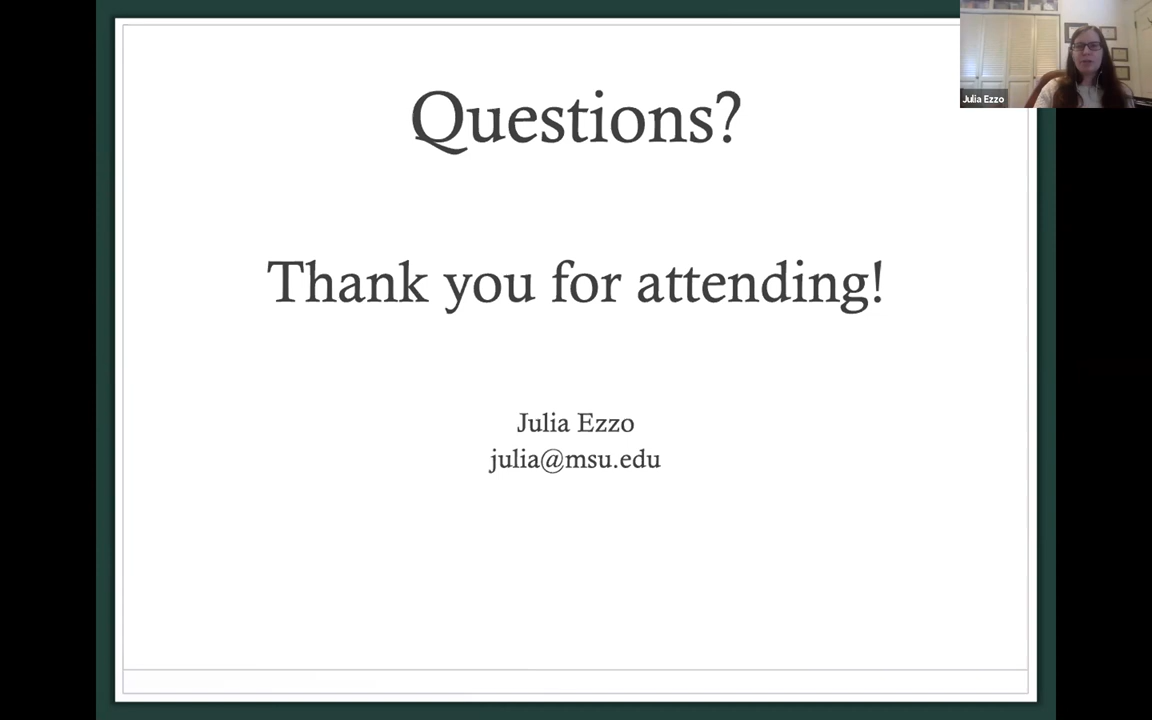 Questions?
Thank you for attending!
Julia Ezzo
julia@msu.edu
Julia Ezzo